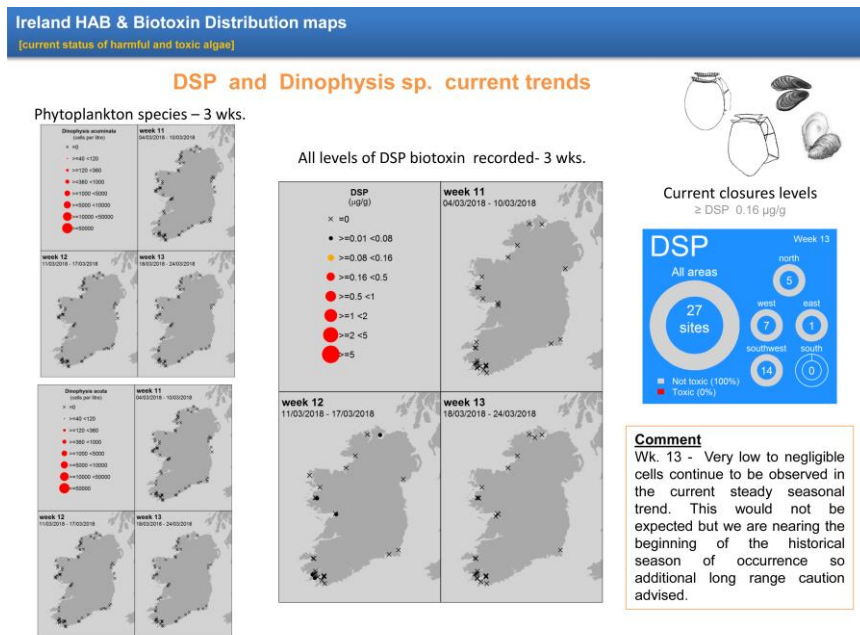 Ireland HAB & Biotoxin Distribution maps
[current status of harmful and toxic algae]
DSP and Dinophysis sp. current trends
Phytoplankton species – 3 wks.
Dinophysis acuminata
(cells per litre)
=0
>=40 <120
>=120 <360
>=360 <1000
>=1000 <5000
>=5000 <10000
>=10000 <50000
>=50000
week 11
04/03/2018 - 10/03/2018
week 12
11/03/2018 - 17/03/2018
week 13
18/03/2018 - 24/03/2018
Dinophysis acuta
(cells per litre)
=0
>=40 <120
>=120 <360
>=360 <1000
>=1000 <5000
>=5000 <10000
>=10000 <50000
>=50000
week 11
04/03/2018 - 10/03/2018
week 12
11/03/2018 - 17/03/2018
week 13
18/03/2018 - 24/03/2018
All levels of DSP biotoxin recorded- 3 wks.
DSP
(µg/g)
=0
>=0.01 <0.08
>=0.08 <0.16
>=0.16 <0.5
>=0.5 <1
>=1 <2
>=2 <5
>=5
week 11
04/03/2018 - 10/03/2018
week 12
11/03/2018 - 17/03/2018
week 13
18/03/2018 - 24/03/2018
Current closures levels
≥ DSP 0.16 µg/g
DSP
Week 13
All areas
27
sites
north
5
west
7
east
1
southwest
14
south
0
Not toxic (100%)
Toxic (0%)
Comment
Wk. 13 - Very low to negligible
cells continue to be observed in
the current steady seasonal
trend. This would not be
expected but we are nearing the
beginning of the historical
season of occurrence so
additional long range caution
advised.